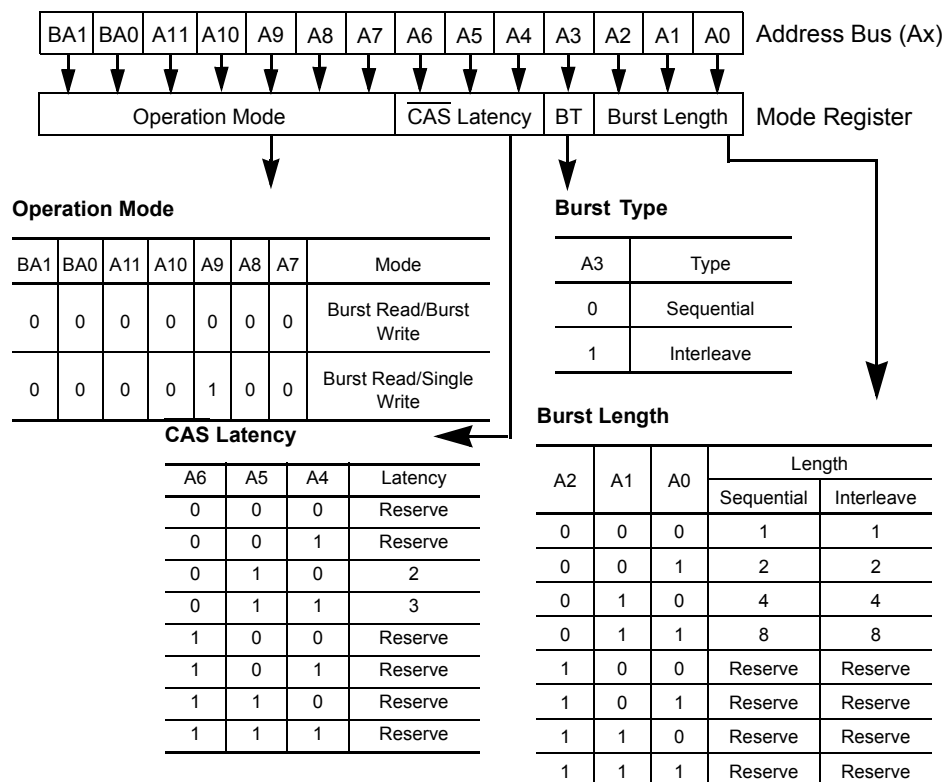 BA1 BA0 A11 A10 A9 A8 A7 A6 A5 A4 A3 A2 A1 A0 Address Bus (Ax)
Operation Mode CAS Latency BT Burst Length Mode Register
Operation Mode
BA1 BA0 A11 A10 A9 A8 A7 Mode
0 0 0 0 0 0 0 Burst Read/Burst
Write
0 0 0 0 1 0 0 Burst Read/Single
Write
Burst Type
A3 Type
0 Sequential
1 Interleave
CAS Latency
A6 A5 A4 Latency
0 0 0 Reserve
0 0 1 Reserve
0 1 0 2
0 1 1 3
1 0 0 Reserve
1 0 1 Reserve
1 1 0 Reserve
1 1 1 Reserve
Burst Length
A2 A1 A0 Length
Sequential Interleave
0 0 0 1 1
0 0 1 2 2
0 1 0 4 4
0 1 1 8 8
1 0 0 Reserve Reserve
1 0 1 Reserve Reserve
1 1 0 Reserve Reserve
1 1 1 Reserve Reserve